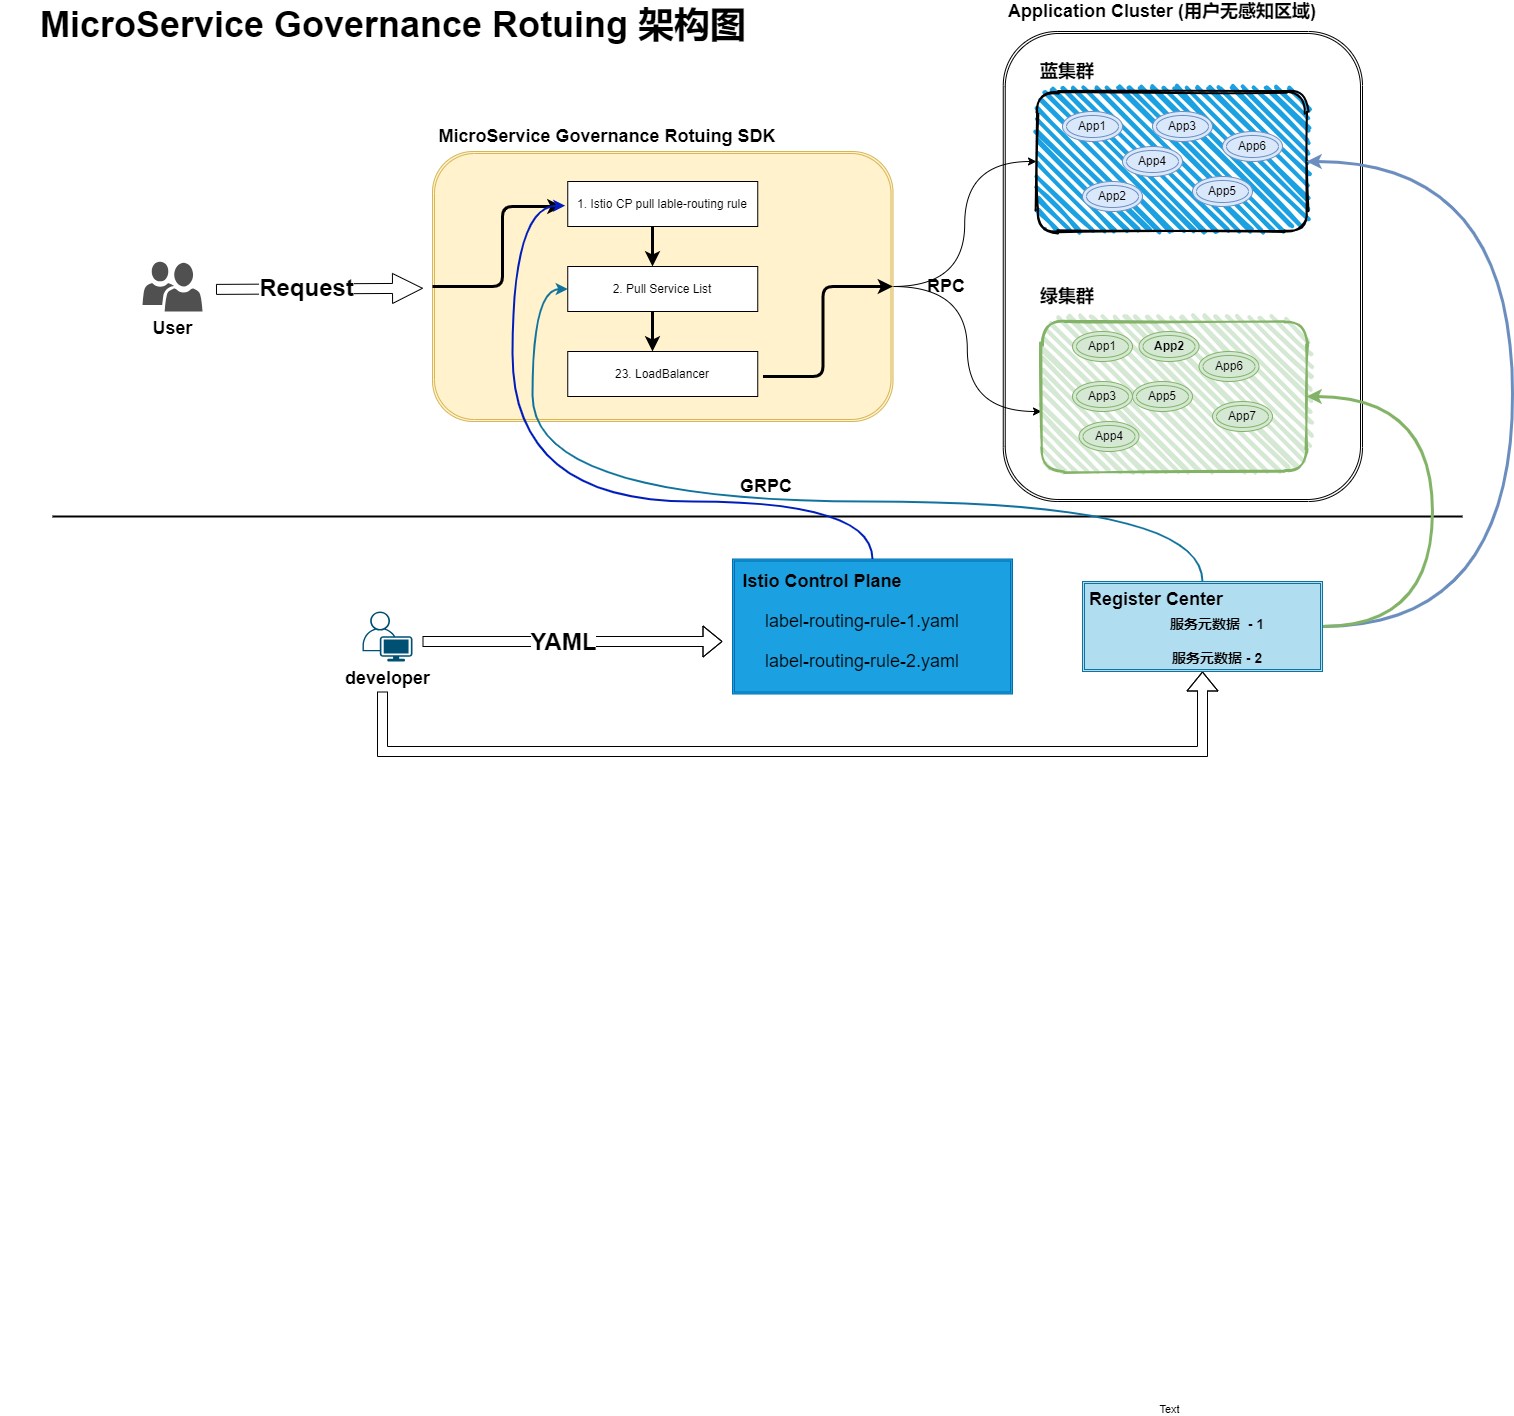 MicroService Governance Rotuing 架构图
Application Cluster (用户无感知区域)
蓝集群
App1
App3
App6
App4
App2
App5
MicroService Governance Rotuing SDK
1. Istio CP pull lable-routing rule
2. Pull Service List
23. LoadBalancer
Request
User
RPC
绿集群
App1
App2
App6
App3
App5
App7
App4
GRPC
Istio Control Plane
label-routing-rule-1.yaml
label-routing-rule-2.yaml
Register Center
服务元数据 - 1
服务元数据 - 2
YAML
developer
Text